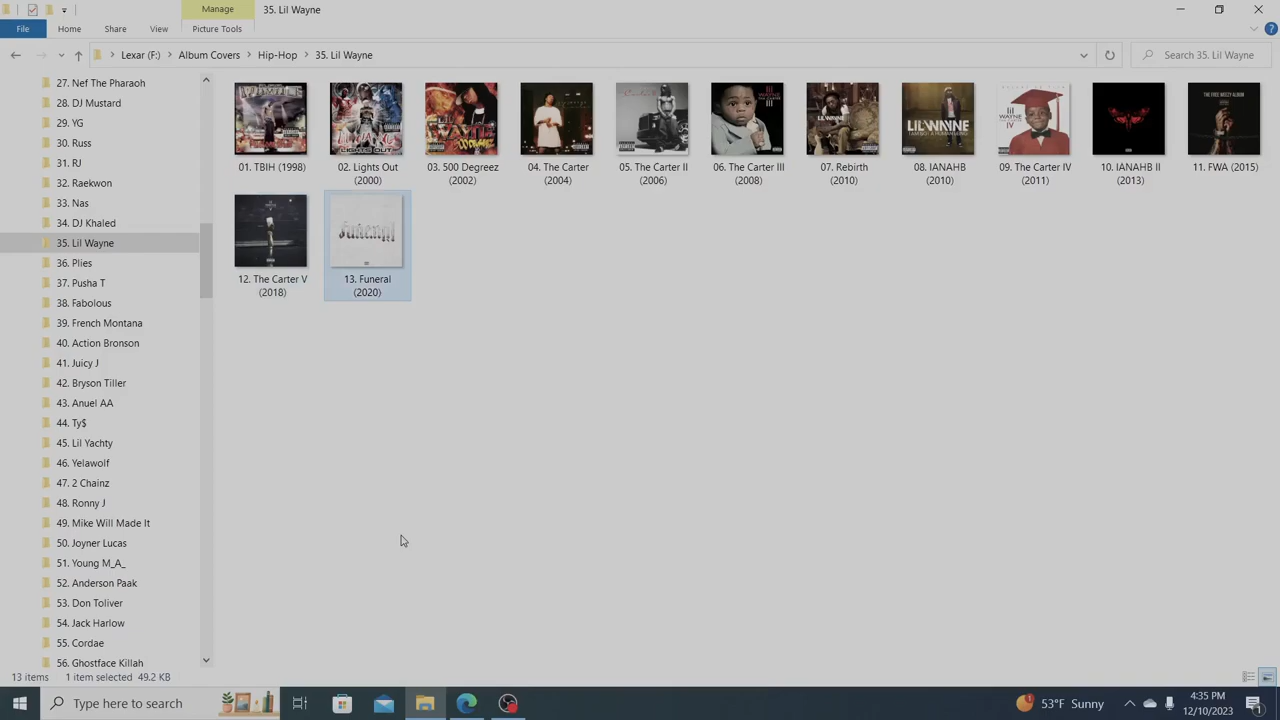 Manage
35. Lil Wayne
File
Home
Share
View
Picture Tools
Lexar (F:)
Album Covers
Hip-Hop
35. Lil Wayne
Search 35. Lil Wayne
27. Nef The Pharaoh
28. DJ Mustard
29. YG
30. Russ
31. RJ
32. Raekwon
33. Nas
34. DJ Khaled
35. Lil Wayne
36. Plies
37. Pusha T
38. Fabolous
39. French Montana
40. Action Bronson
41. Juicy J
42. Bryson Tiller
43. Anuel AA
44. Ty$
45. Lil Yachty
46. Yelawolf
47. 2 Chainz
48. Ronny J
49. Mike Will Made It
50. Joyner Lucas
51. Young M_A_
52. Anderson Paak
53. Don Toliver
54. Jack Harlow
55. Cordae
56. Ghostface Killah
01. TBIH (1998)
02. Lights Out
(2000)
03. 500 Degreez
(2002)
04. The Carter
(2004)
05. The Carter II
(2006)
06. The Carter III
(2008)
07. Rebirth
(2010)
08. IANAHB
(2010)
09. The Carter IV
(2011)
10. IANAHB II
(2013)
11. FWA (2015)
12. The Carter V
(2018)
Funeral
13. Funeral
(2020)
13 items
1 item selected 49.2 KB
Type here to search
53°F Sunny
4:35 PM
12/10/2023
1